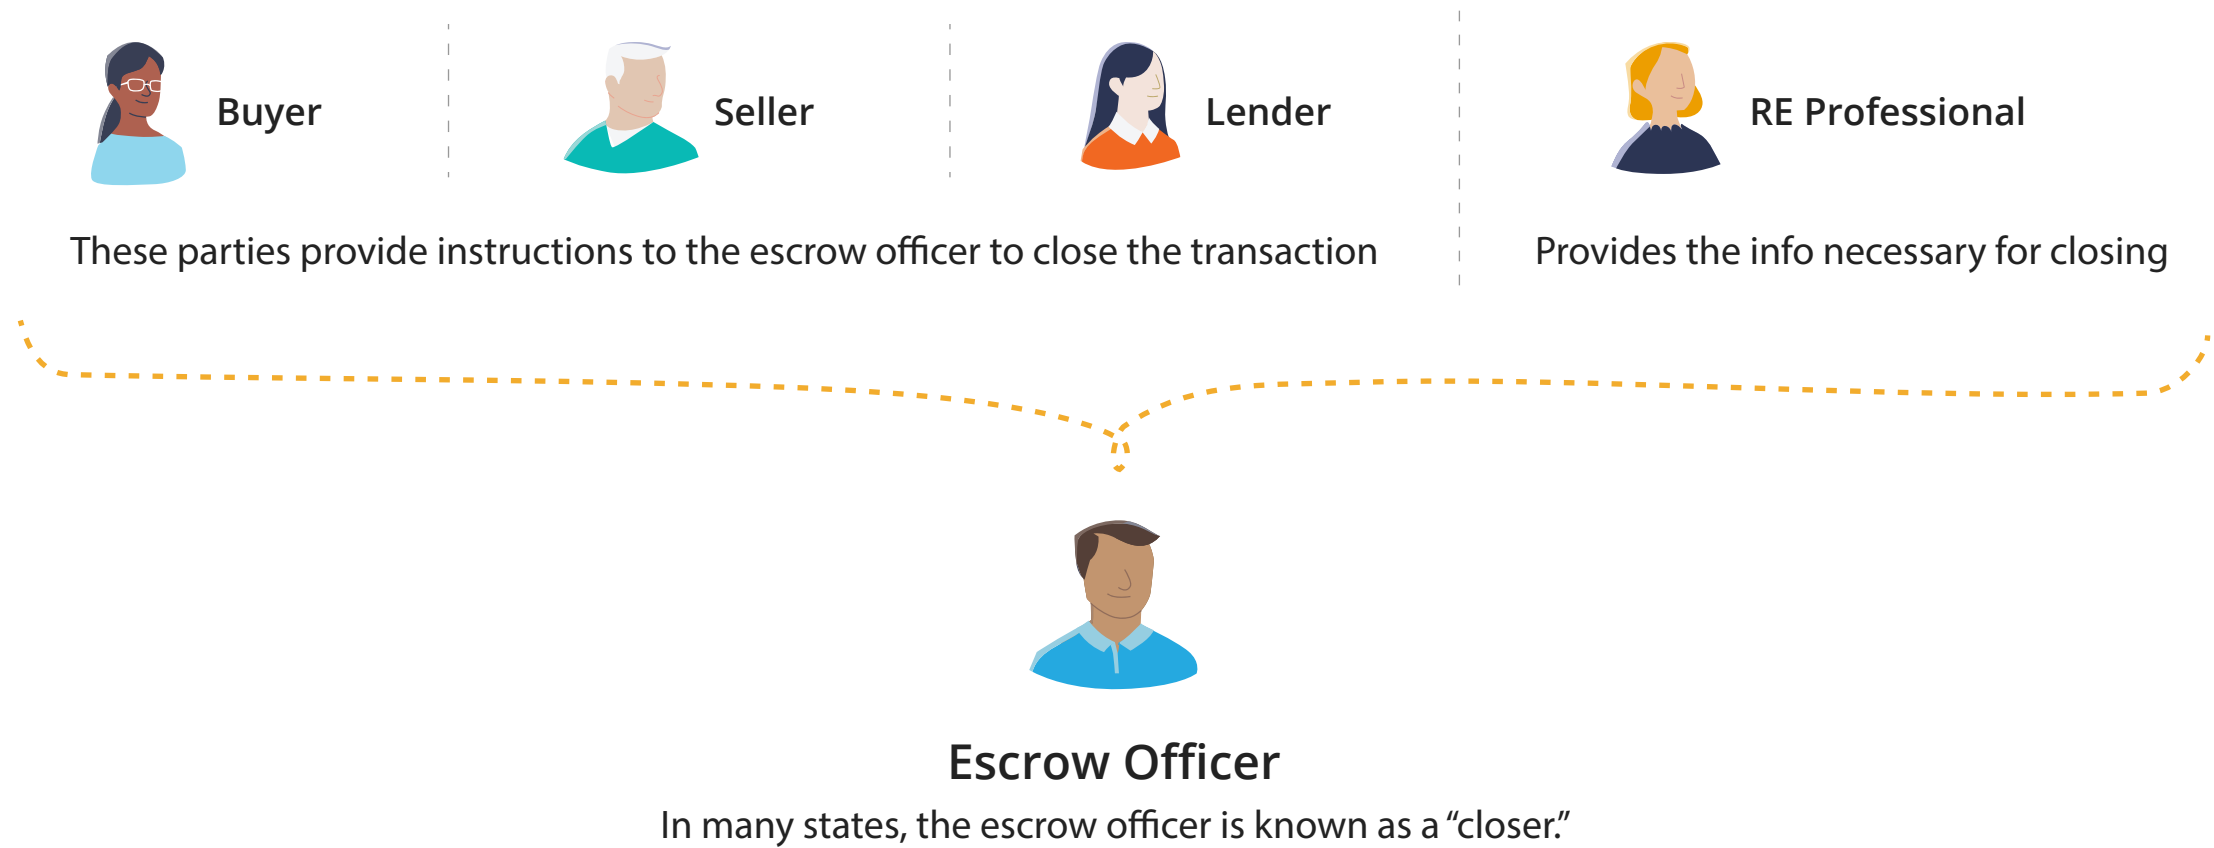 Buyer
Seller
Lender
RE Professional
These parties provide instructions to the escrow officer to close the transaction
Provides the info necessary for closing
Escrow Officer
In many states, the escrow officer is known as a “closer.”